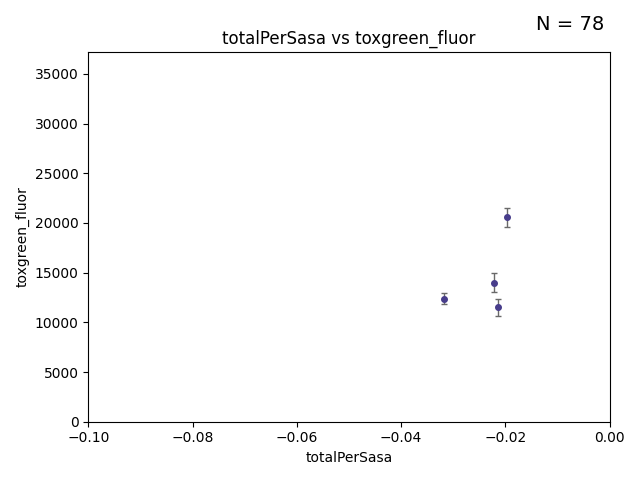 N = 78
totalPerSasa vs toxgreen_fluor
35000
30000
25000
20000
15000
10000
5000
0
toxgreen_fluor
−0.10 −0.08 −0.06 −0.04 −0.02 0.00
totalPerSasa